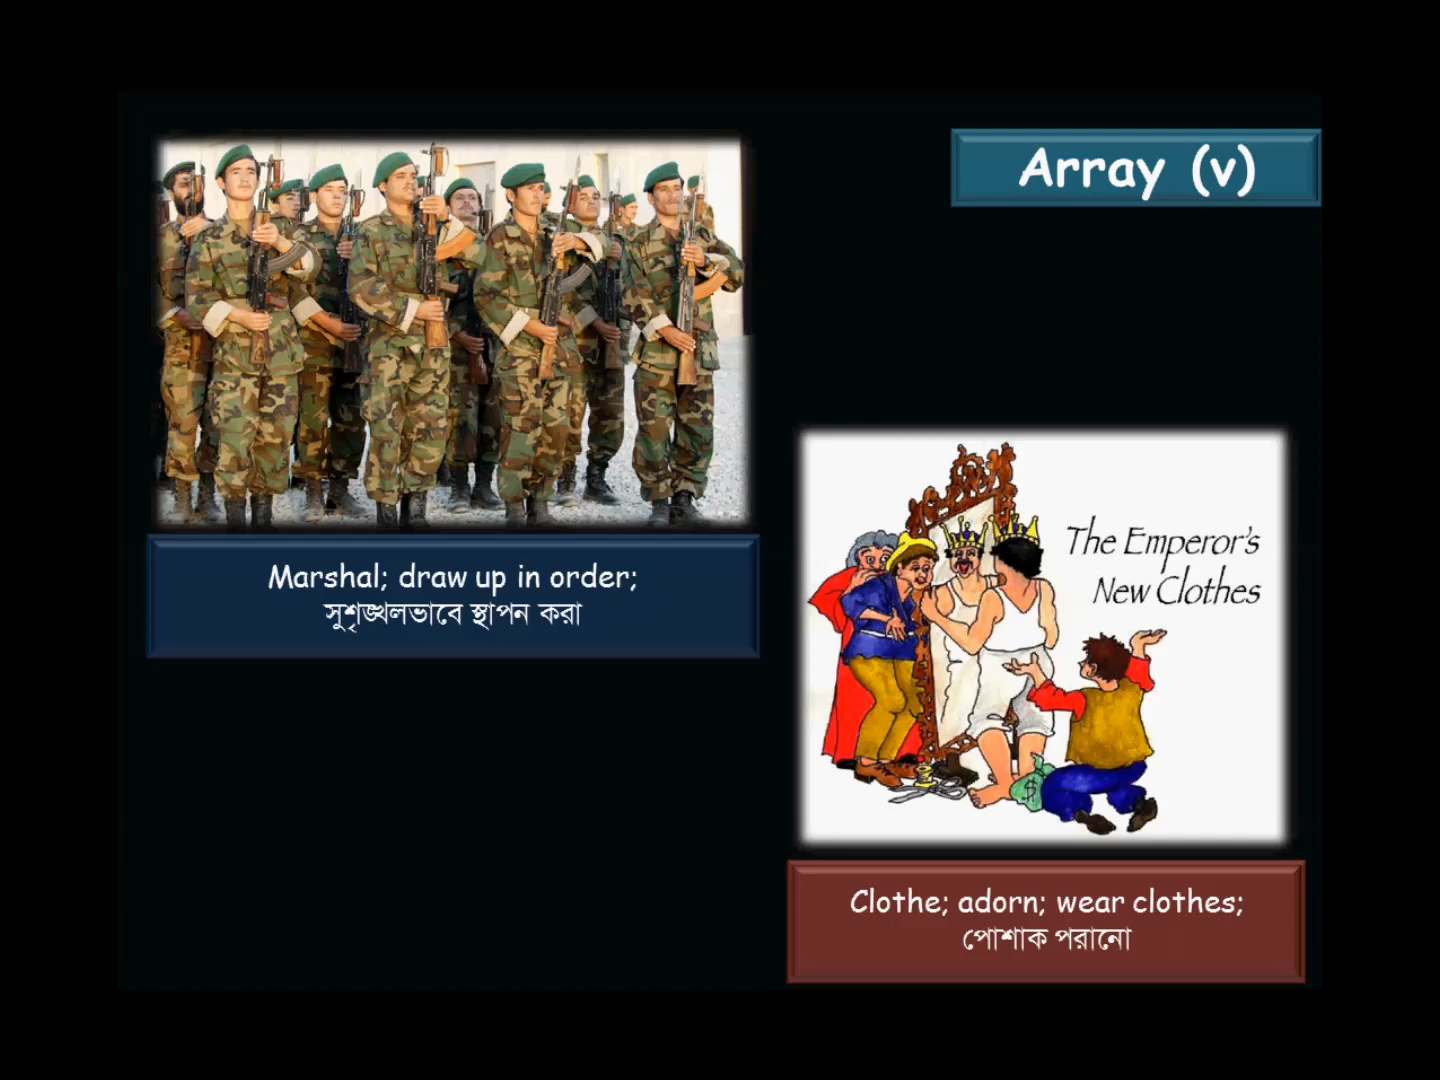 Array (v)
Marshal; draw up in order;
সুশৃঙ্খলভাবে স্থাপন করা
The Emperor's
New Clothes
$
Clothe; adorn; wear clothes;
পোশাক পরানো